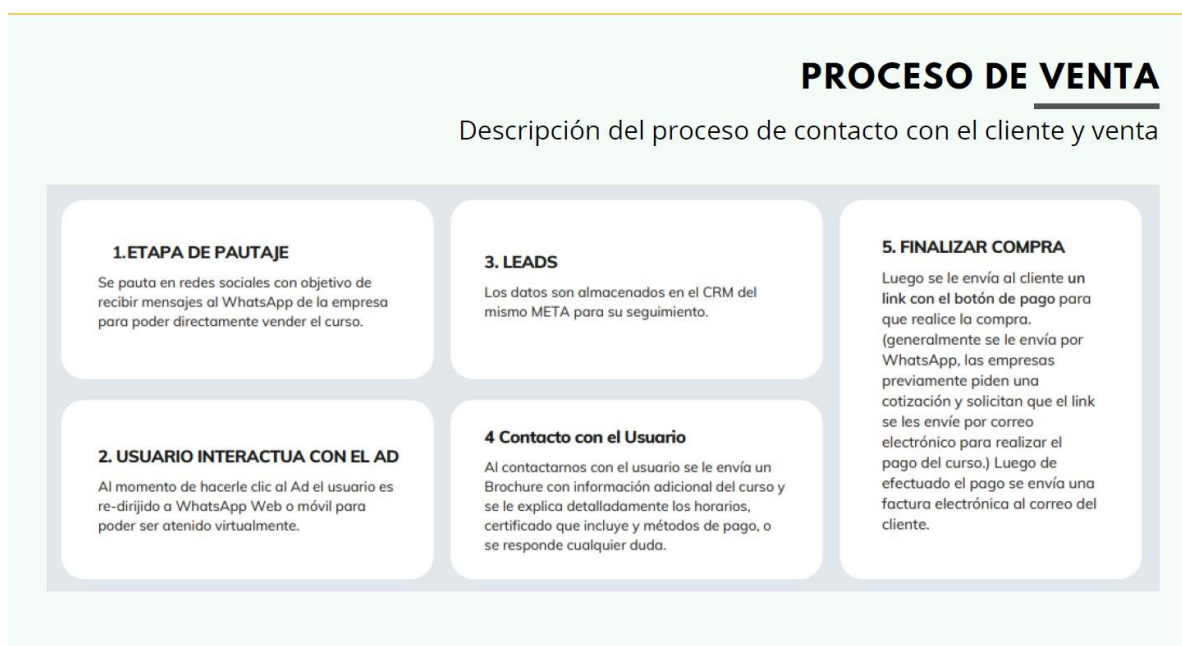 PROCESO DE VENTA
Descripción del proceso de contacto con el cliente y venta
1.ETAPA DE PAUTAJE
Se pauta en redes sociales con objetivo de
recibir mensajes al WhatsApp de la empresa
para poder directamente vender el curso.
2. USUARIO INTERACTUA CON EL AD
Al momento de hacerle clic al Ad el usuario es
re-dirijido a WhatsApp Web o móvil para
poder ser atenido virtualmente.
3. LEADS
Los datos son almacenados en el CRM del
mismo META para su seguimiento.
4 Contacto con el Usuario
Al contactarnos con el usuario se le envía un
Brochure con información adicional del curso y
se le explica detalladamente los horarios,
certificado que incluye y métodos de pago, o
se responde cualquier duda.
5. FINALIZAR COMPRA
Luego se le envía al cliente un
link con el botón de pago para
que realice la compra.
(generalmente se le envía por
WhatsApp, las empresas
previamente piden una
cotización y solicitan que el link
se les envíe por correo
electrónico para realizar el
pago del curso.) Luego de
efectuado el pago se envía una
factura electrónica al correo del
cliente.